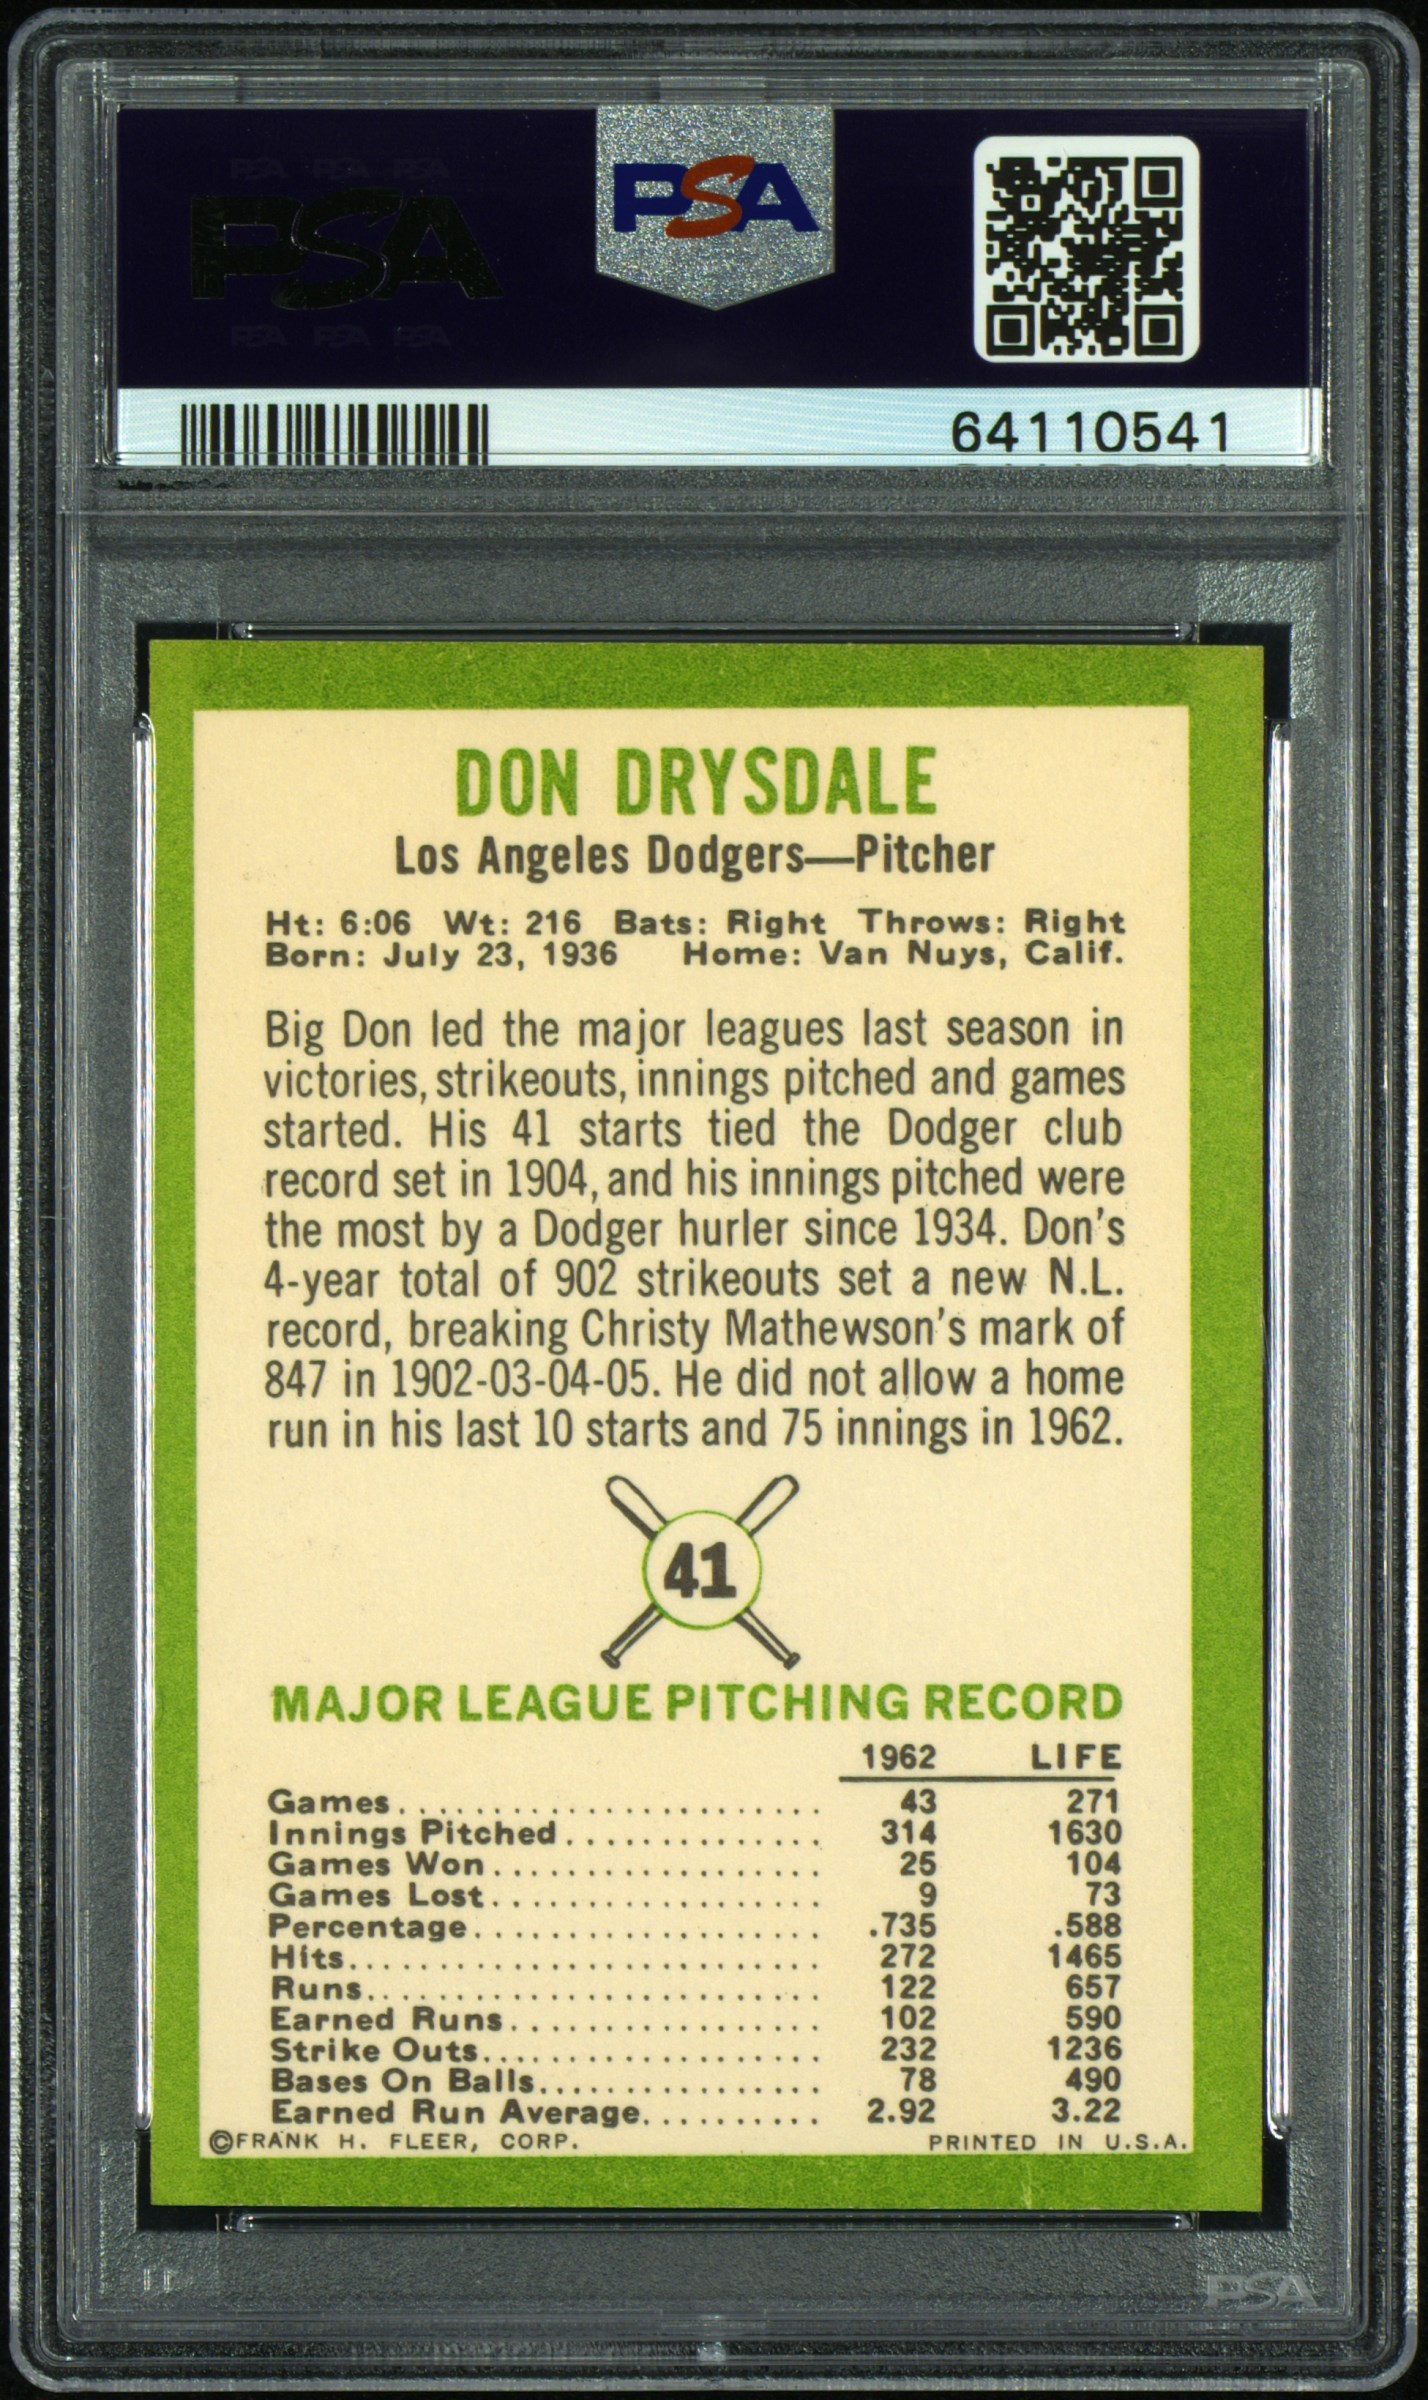 PSA PSA PSA
PSA
PSA PSA PSA
PSA
64110541
DON DRYSDALE
Los Angeles Dodgers—Pitcher
Ht: 6:06 Wt: 216 Bats: Right Throws: Right
Born: July 23, 1936 Home: Van Nuys, Calif.
Big Don led the major leagues last season in
victories, strikeouts, innings pitched and games
started. His 41 starts tied the Dodger club
record set in 1904, and his innings pitched were
the most by a Dodger hurler since 1934. Don's
4-year total of 902 strikeouts set a new N.L.
record, breaking Christy Mathewson's mark of
847 in 1902-03-04-05. He did not allow a home
run in his last 10 starts and 75 innings in 1962.
41
MAJOR LEAGUE PITCHING RECORD
1962 LIFE
Games....................... 43 271
Innings Pitched.............. 314 1630
Games Won.................. 25 104
Games Lost.................. 9 73
Percentage................... .735 .588
Hits.......................... 272 1465
Runs......................... 122 657
Earned Runs................. 102 590
Strike Outs................... 232 1236
Bases On Balls............... 78 490
Earned Run Average.......... 2.92 3.22
©FRANK H. FLEER, CORP. PRINTED IN U.S.A.
PSA